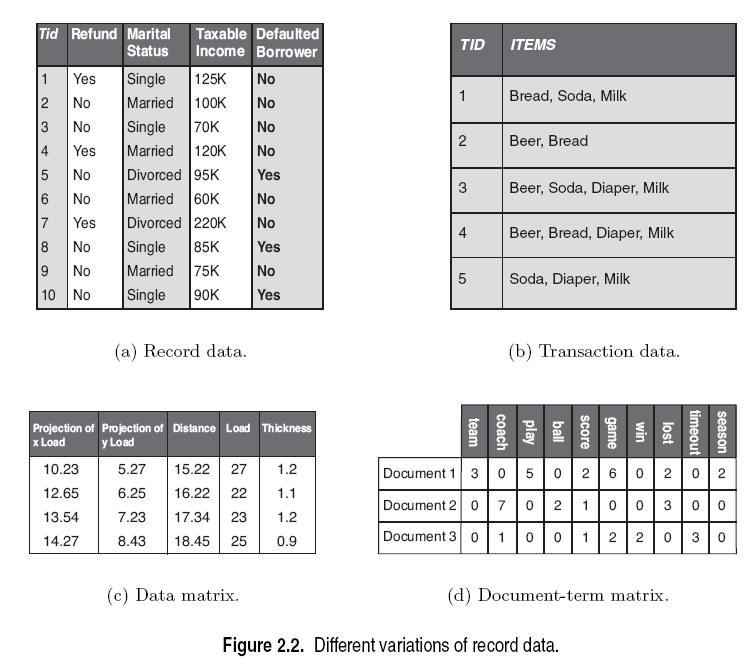 Tid Refund Marital Status Taxable Income Defaulted Borrower
1 Yes Single 125K No
2 No Married 100K No
3 No Single 70K No
4 Yes Married 120K No
5 No Divorced 95K Yes
6 No Married 60K No
7 Yes Divorced 220K No
8 No Single 85K Yes
9 No Married 75K No
10 No Single 90K Yes
(a) Record data.
TID ITEMS
1 Bread, Soda, Milk
2 Beer, Bread
3 Beer, Soda, Diaper, Milk
4 Beer, Bread, Diaper, Milk
5 Soda, Diaper, Milk
(b) Transaction data.
Projection of x Load Projection of y Load Distance Load Thickness
10.23 5.27 15.22 27 1.2
12.65 6.25 16.22 22 1.1
13.54 7.23 17.34 23 1.2
14.27 8.43 18.45 25 0.9
(c) Data matrix.
team coach play ball score game win lost timeout season
Document 1 3 0 5 0 2 6 0 2 0 2
Document 2 0 7 0 2 1 0 0 3 0 0
Document 3 0 1 0 0 1 2 2 0 3 0
(d) Document-term matrix.
Figure 2.2. Different variations of record data.